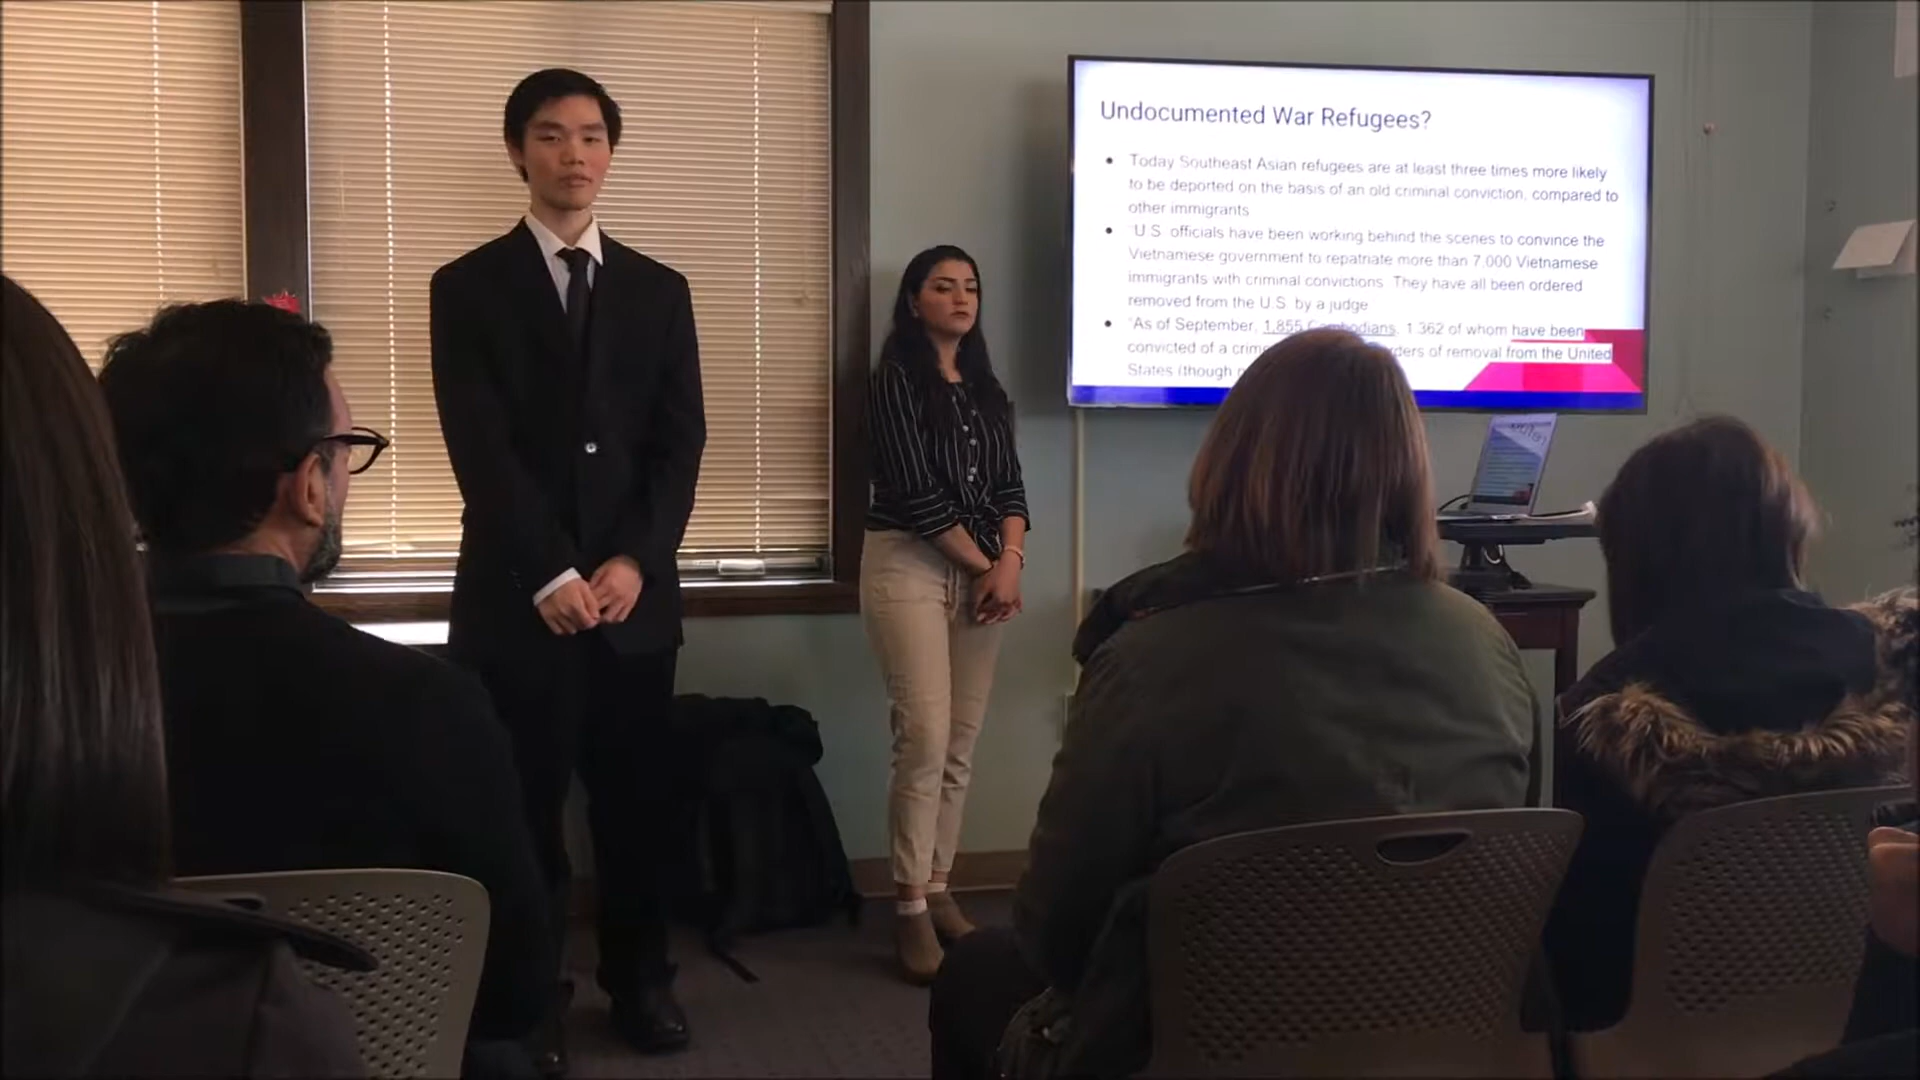 Undocumented War Refugees?
Today Southeast Asian refugees are at least three times more likely
to be deported on the basis of an old criminal conviction, compared to
other immigrants
"U.S. officials have been working behind the scenes to convince the
Vietnamese government to repatriate more than 7,000 Vietnamese
immigrants with criminal convictions. They have all been ordered
removed from the U.S. by a judge
"As of September, 1,855 Cambodians, 1,362 of whom have been
convicted of a crime of removal from the United
States (though